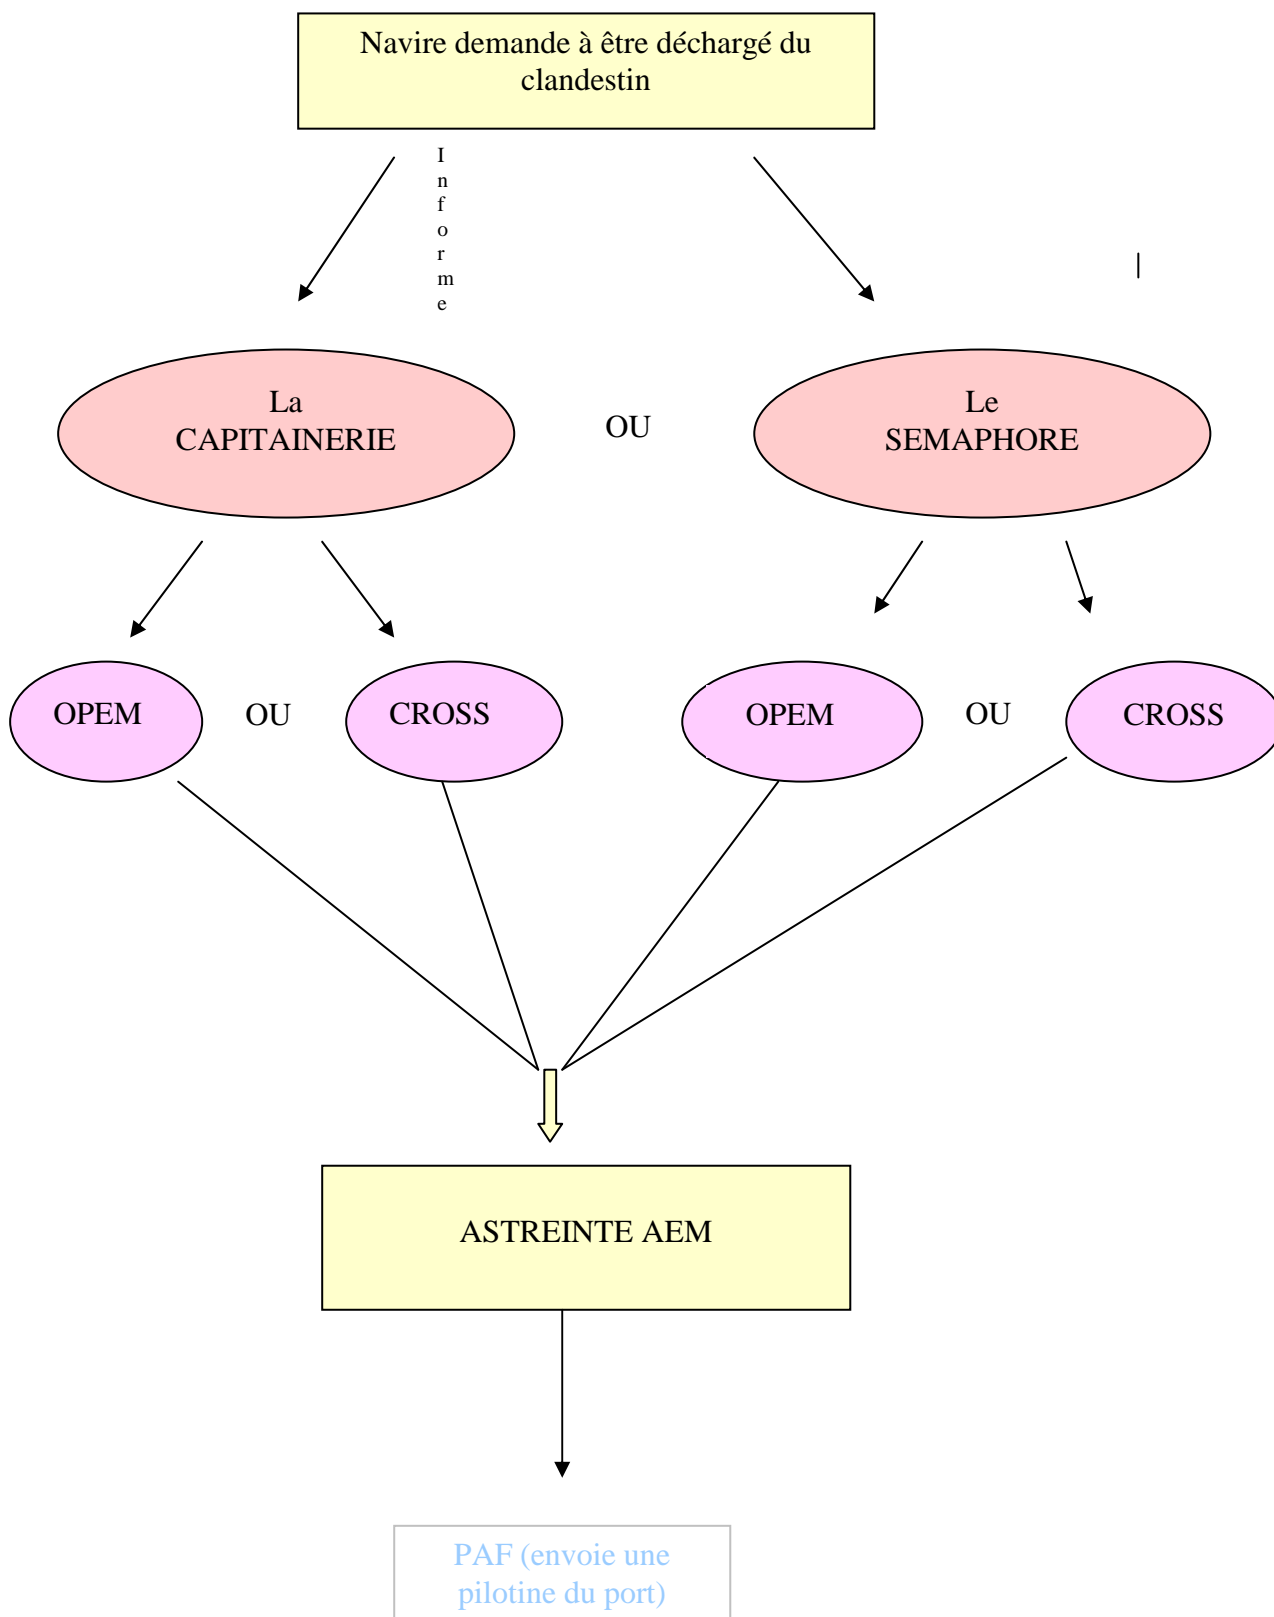 Navire demande à être déchargé du
clandestin
Informe
La
CAPITAINERIE
OU
Le
SEMAPHORE
OPEM
OU
CROSS
OPEM
OU
CROSS
ASTREINTE AEM
PAF (envoie une
pilotine du port)